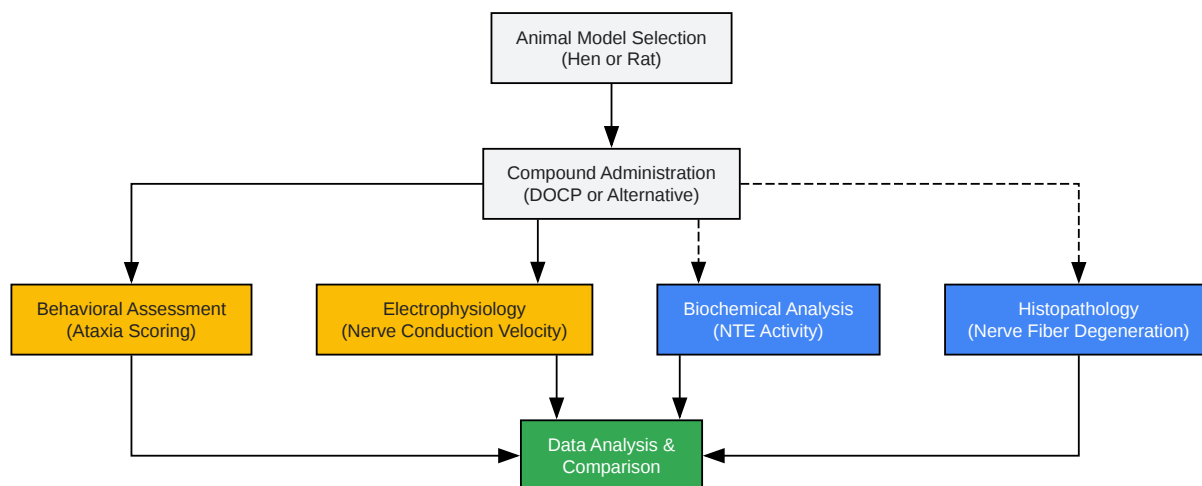 Animal Model Selection
(Hen or Rat)
Compound Administration
(DOCP or Alternative)
Behavioral Assessment
(Ataxia Scoring)
Electrophysiology
(Nerve Conduction Velocity)
Biochemical Analysis
(NTE Activity)
Histopathology
(Nerve Fiber Degeneration)
Data Analysis &
Comparison